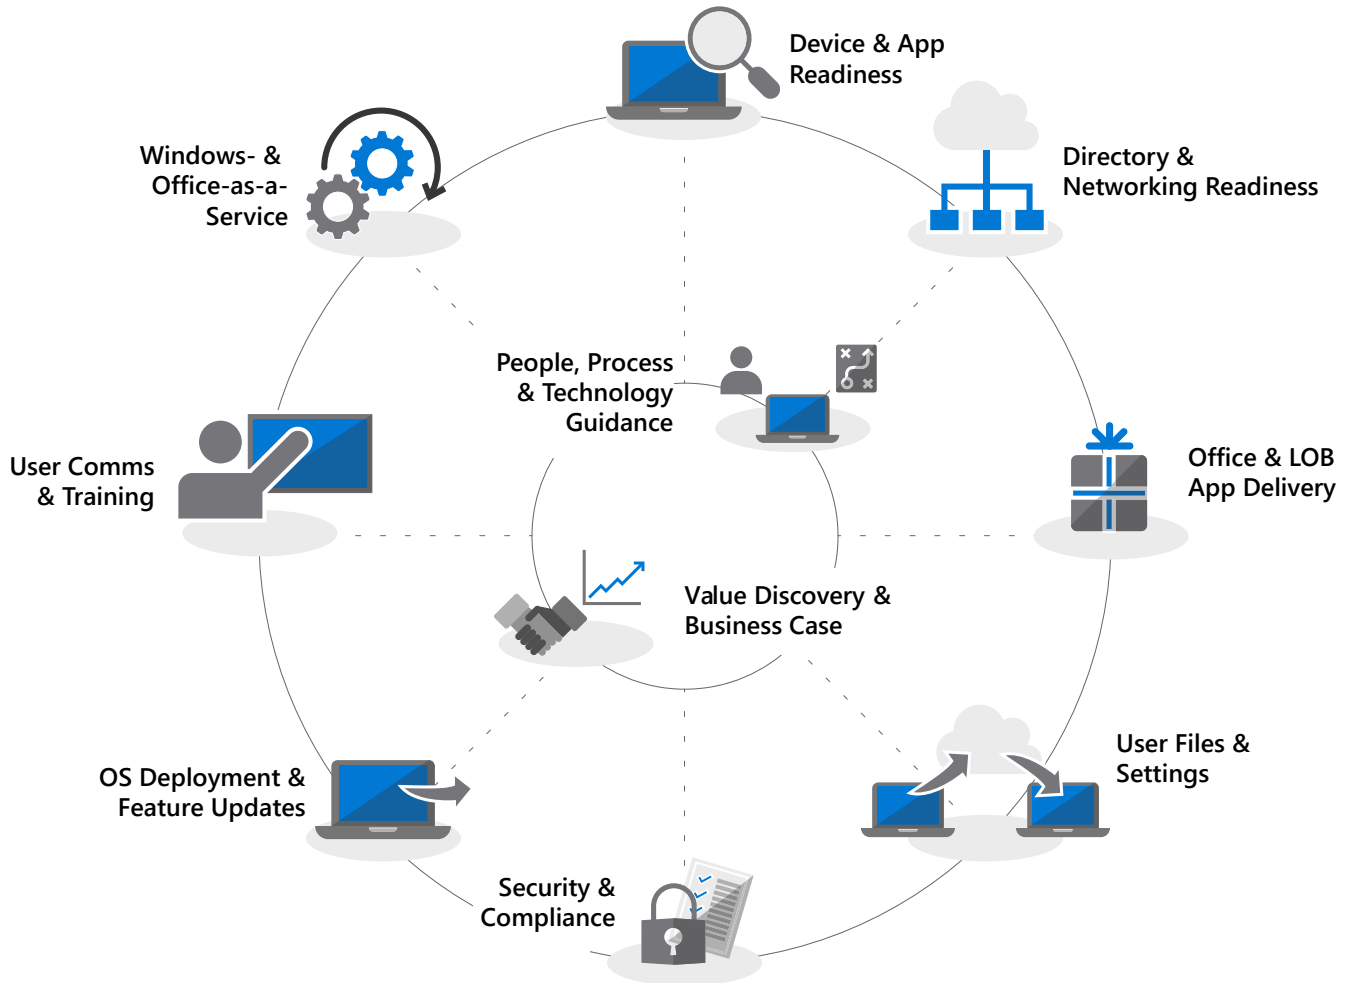 Device & App
Readiness
Directory &
Networking Readiness
Windows- &
Office-as-a-
Service
People, Process
& Technology
Guidance
User Comms
& Training
Office & LOB
App Delivery
Value Discovery &
Business Case
User Files &
Settings
OS Deployment &
Feature Updates
Security &
Compliance